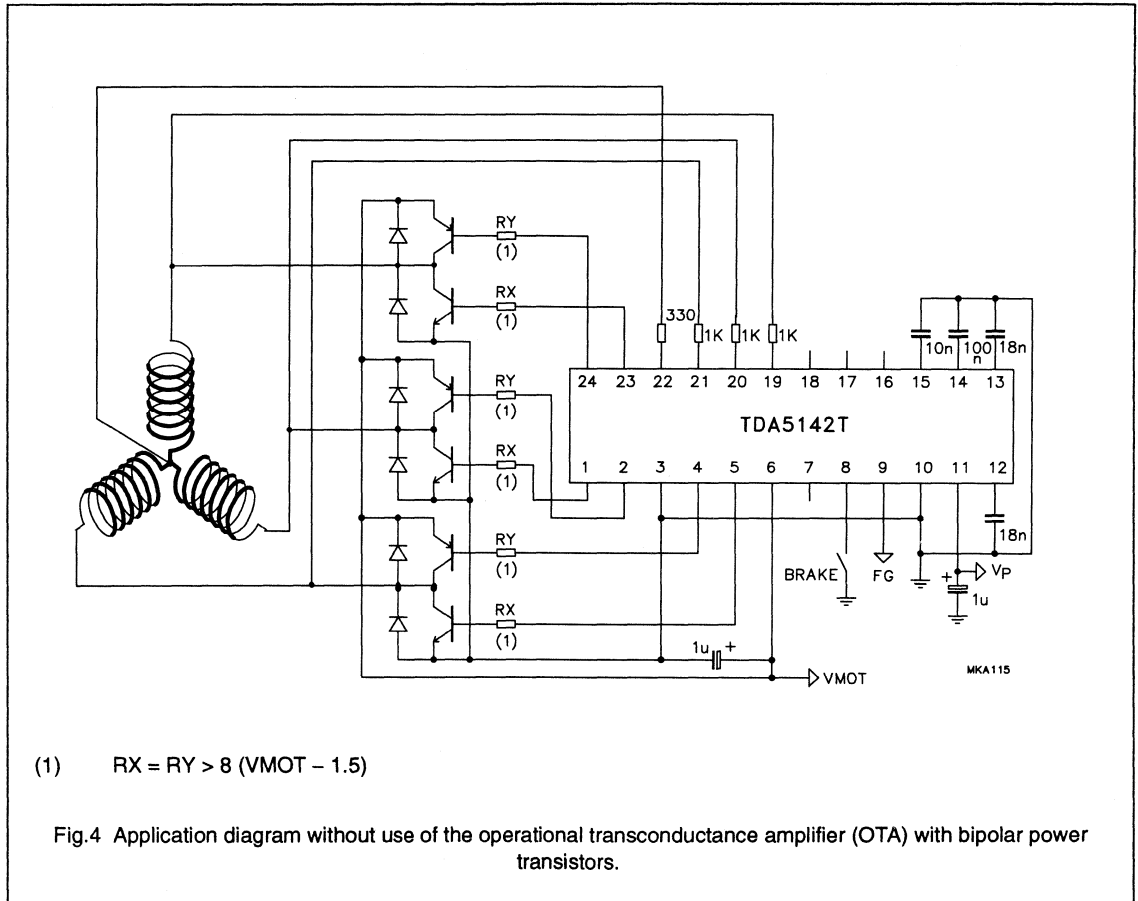 RY
(1)
RX
(1)
330
1K
1K
1K
10n
100
n
18n
RY
(1)
24 23 22 21 20 19 18 17 16 15 14 13
TDA5142T
RX
(1)
1 2 3 4 5 6 7 8 9 10 11 12
18n
RY
(1)
BRAKE
FG
+
VP
1u
RX
(1)
1u +
VMOT
MKA115
(1) RX = RY > 8 (VMOT – 1.5)
Fig.4 Application diagram without use of the operational transconductance amplifier (OTA) with bipolar power
transistors.